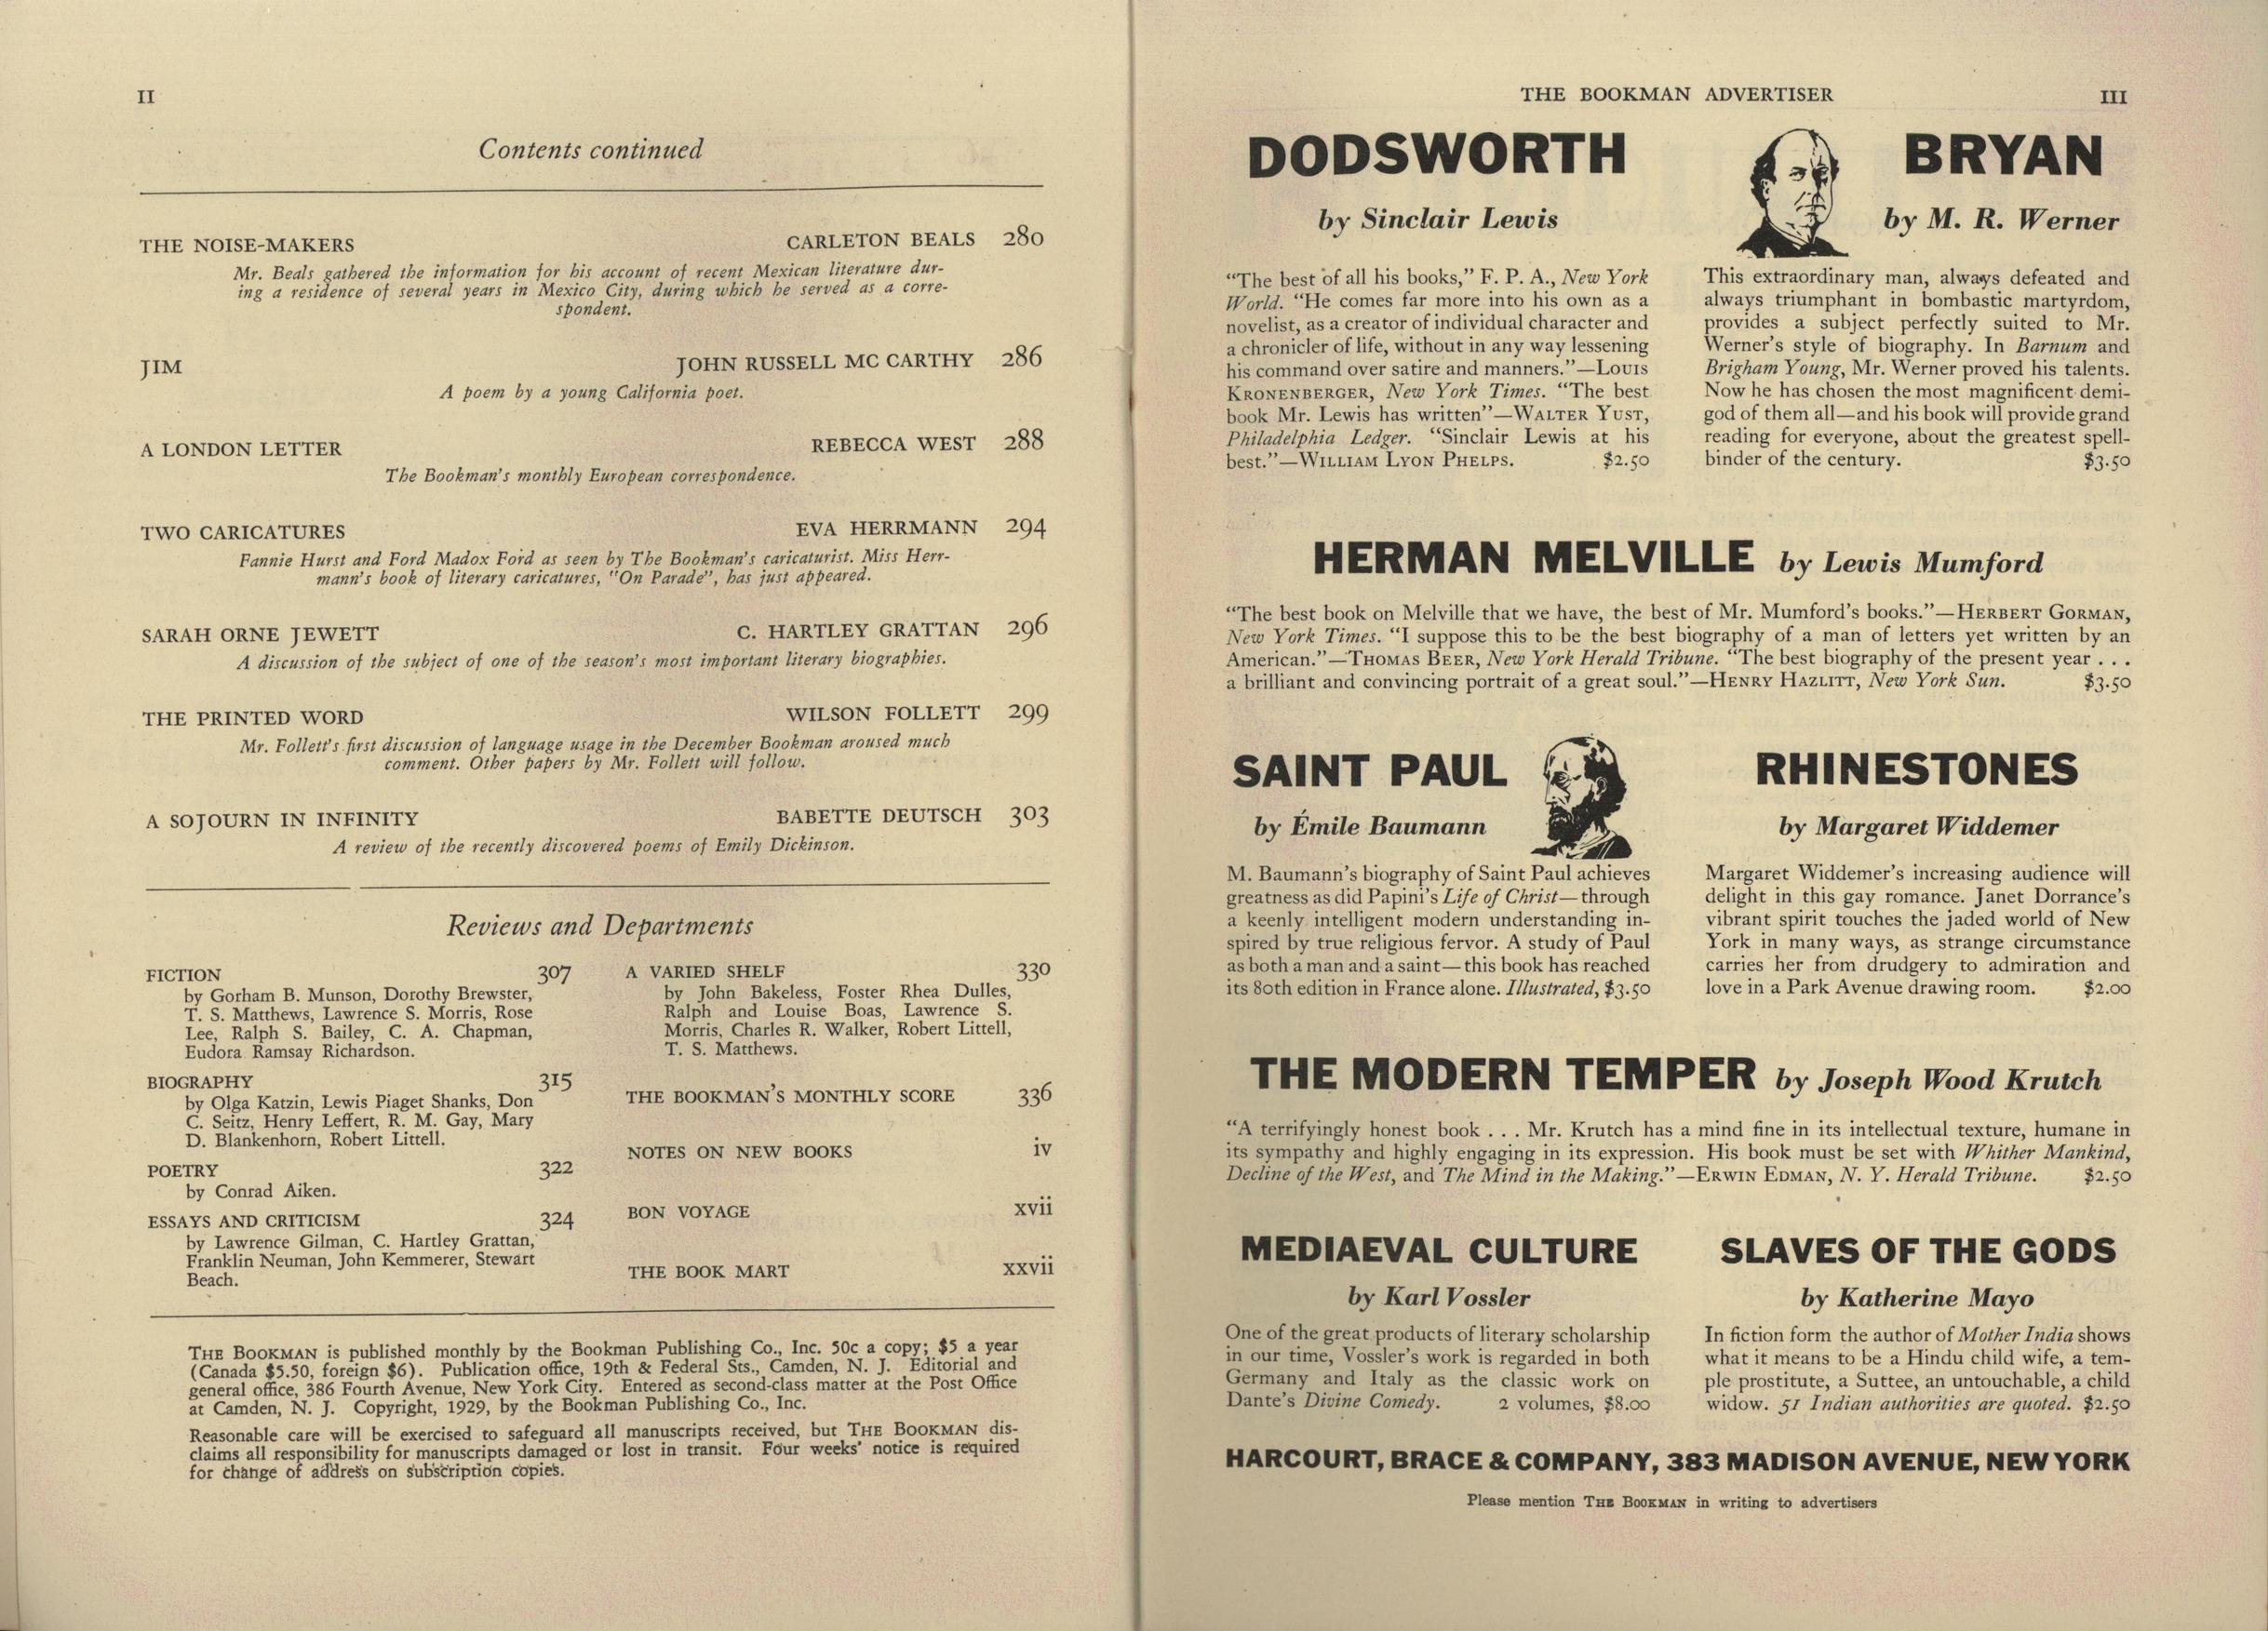 II
Contents continued
THE NOISE-MAKERS CARLETON BEALS 280
Mr. Beals gathered the information for his account of recent Mexican literature dur-
ing a residence of several years in Mexico City, during which he served as a corre-
spondent.
JIM JOHN RUSSELL MC CARTHY 286
A poem by a young California poet.
A LONDON LETTER REBECCA WEST 288
The Bookman's monthly European correspondence.
TWO CARICATURES EVA HERRMANN 294
Fannie Hurst and Ford Madox Ford as seen by The Bookman's caricaturist. Miss Herr-
mann's book of literary caricatures, "On Parade", has just appeared.
SARAH ORNE JEWETT C. HARTLEY GRATTAN 296
A discussion of the subject of one of the season's most important literary biographies.
THE PRINTED WORD WILSON FOLLETT 299
Mr. Follett's first discussion of language usage in the December Bookman aroused much
comment. Other papers by Mr. Follett will follow.
A SOJOURN IN INFINITY BABETTE DEUTSCH 303
A review of the recently discovered poems of Emily Dickinson.
Reviews and Departments
FICTION 307
by Gorham B. Munson, Dorothy Brewster,
T. S. Matthews, Lawrence S. Morris, Rose
Lee, Ralph S. Bailey, C. A. Chapman,
Eudora Ramsay Richardson.
BIOGRAPHY 315
by Olga Katzin, Lewis Piaget Shanks, Don
C. Seitz, Henry Leffert, R. M. Gay, Mary
D. Blankenhorn, Robert Littell.
POETRY 322
by Conrad Aiken.
ESSAYS AND CRITICISM 324
by Lawrence Gilman, C. Hartley Grattan,
Franklin Neuman, John Kemmerer, Stewart
Beach.
A VARIED SHELF 330
by John Bakeless, Foster Rhea Dulles,
Ralph and Louise Boas, Lawrence S.
Morris, Charles R. Walker, Robert Littell,
T. S. Matthews.
THE BOOKMAN'S MONTHLY SCORE 336
NOTES ON NEW BOOKS iv
BON VOYAGE xvii
THE BOOK MART xxvii
THE BOOKMAN is published monthly by the Bookman Publishing Co., Inc. 50c a copy; $5 a year
(Canada $5.50, foreign $6). Publication office, 19th & Federal Sts., Camden, N. J. Editorial and
general office, 386 Fourth Avenue, New York City. Entered as second-class matter at the Post Office
at Camden, N. J. Copyright, 1929, by the Bookman Publishing Co., Inc.
Reasonable care will be exercised to safeguard all manuscripts received, but THE BOOKMAN dis-
claims all responsibility for manuscripts damaged or lost in transit. Four weeks' notice is required
for change of address on subscription copies.
THE BOOKMAN ADVERTISER III
DODSWORTH
by Sinclair Lewis
“The best of all his books,” F. P. A., New York
World. “He comes far more into his own as a
novelist, as a creator of individual character and
a chronicler of life, without in any way lessening
his command over satire and manners.”—LOUIS
KRONENBERGER, New York Times. “The best
book Mr. Lewis has written”—WALTER YUST,
Philadelphia Ledger. “Sinclair Lewis at his
best.”—WILLIAM LYON PHELPS. $2.50
BRYAN
by M. R. Werner
This extraordinary man, always defeated and
always triumphant in bombastic martyrdom,
provides a subject perfectly suited to Mr.
Werner's style of biography. In Barnum and
Brigham Young, Mr. Werner proved his talents.
Now he has chosen the most magnificent demi-
god of them all—and his book will provide grand
reading for everyone, about the greatest spell-
binder of the century. $3.50
HERMAN MELVILLE by Lewis Mumford
“The best book on Melville that we have, the best of Mr. Mumford's books.”—HERBERT GORMAN,
New York Times. “I suppose this to be the best biography of a man of letters yet written by an
American.”—THOMAS BEER, New York Herald Tribune. “The best biography of the present year . . .
a brilliant and convincing portrait of a great soul.”—HENRY HAZLITT, New York Sun. $3.50
SAINT PAUL
by Émile Baumann
M. Baumann's biography of Saint Paul achieves
greatness as did Papini's Life of Christ—through
a keenly intelligent modern understanding in-
spired by true religious fervor. A study of Paul
as both a man and a saint—this book has reached
its 80th edition in France alone. Illustrated, $3.50
RHINESTONES
by Margaret Widdemer
Margaret Widdemer's increasing audience will
delight in this gay romance. Janet Dorrance's
vibrant spirit touches the jaded world of New
York in many ways, as strange circumstance
carries her from drudgery to admiration and
love in a Park Avenue drawing room. $2.00
THE MODERN TEMPER by Joseph Wood Krutch
“A terrifyingly honest book . . . Mr. Krutch has a mind fine in its intellectual texture, humane in
its sympathy and highly engaging in its expression. His book must be set with Whither Mankind,
Decline of the West, and The Mind in the Making.”—ERWIN EDMAN, N. Y. Herald Tribune. $2.50
MEDIAEVAL CULTURE
by Karl Vossler
One of the great products of literary scholarship
in our time, Vossler's work is regarded in both
Germany and Italy as the classic work on
Dante's Divine Comedy. 2 volumes, $8.00
SLAVES OF THE GODS
by Katherine Mayo
In fiction form the author of Mother India shows
what it means to be a Hindu child wife, a tem-
ple prostitute, a Suttee, an untouchable, a child
widow. 51 Indian authorities are quoted. $2.50
HARCOURT, BRACE & COMPANY, 383 MADISON AVENUE, NEW YORK
Please mention THE BOOKMAN in writing to advertisers